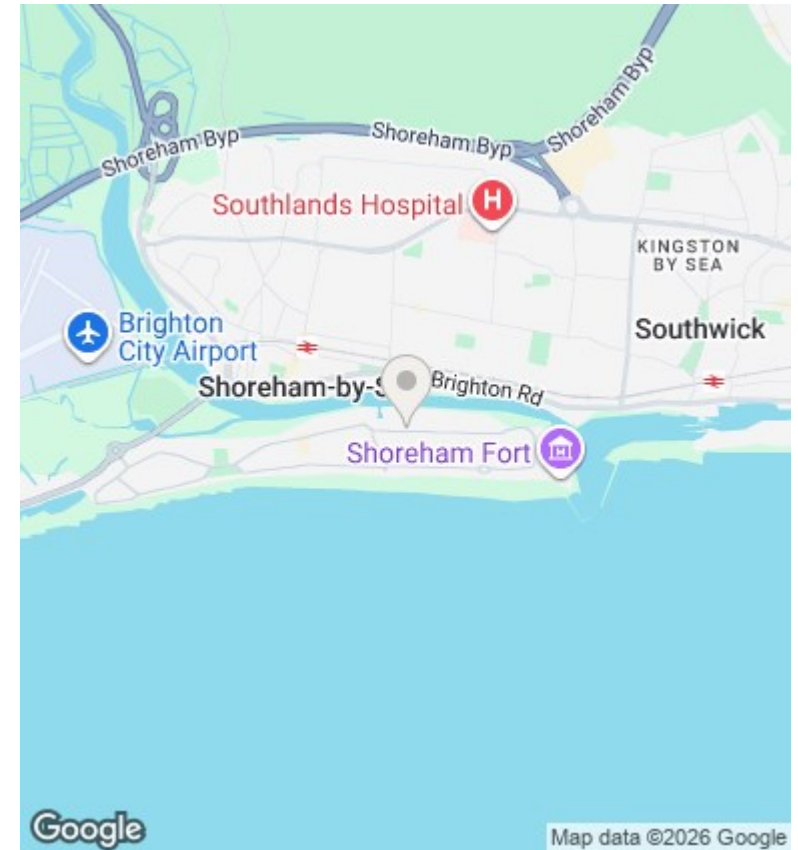 Shoreham Byp
Shoreham Byp
Shoreham Byp
Southlands Hospital
H
KINGSTON
BY SEA
Brighton
City Airport
Southwick
Shoreham-by-S
Brighton Rd
Shoreham Fort
Google
Map data ©2026 Google